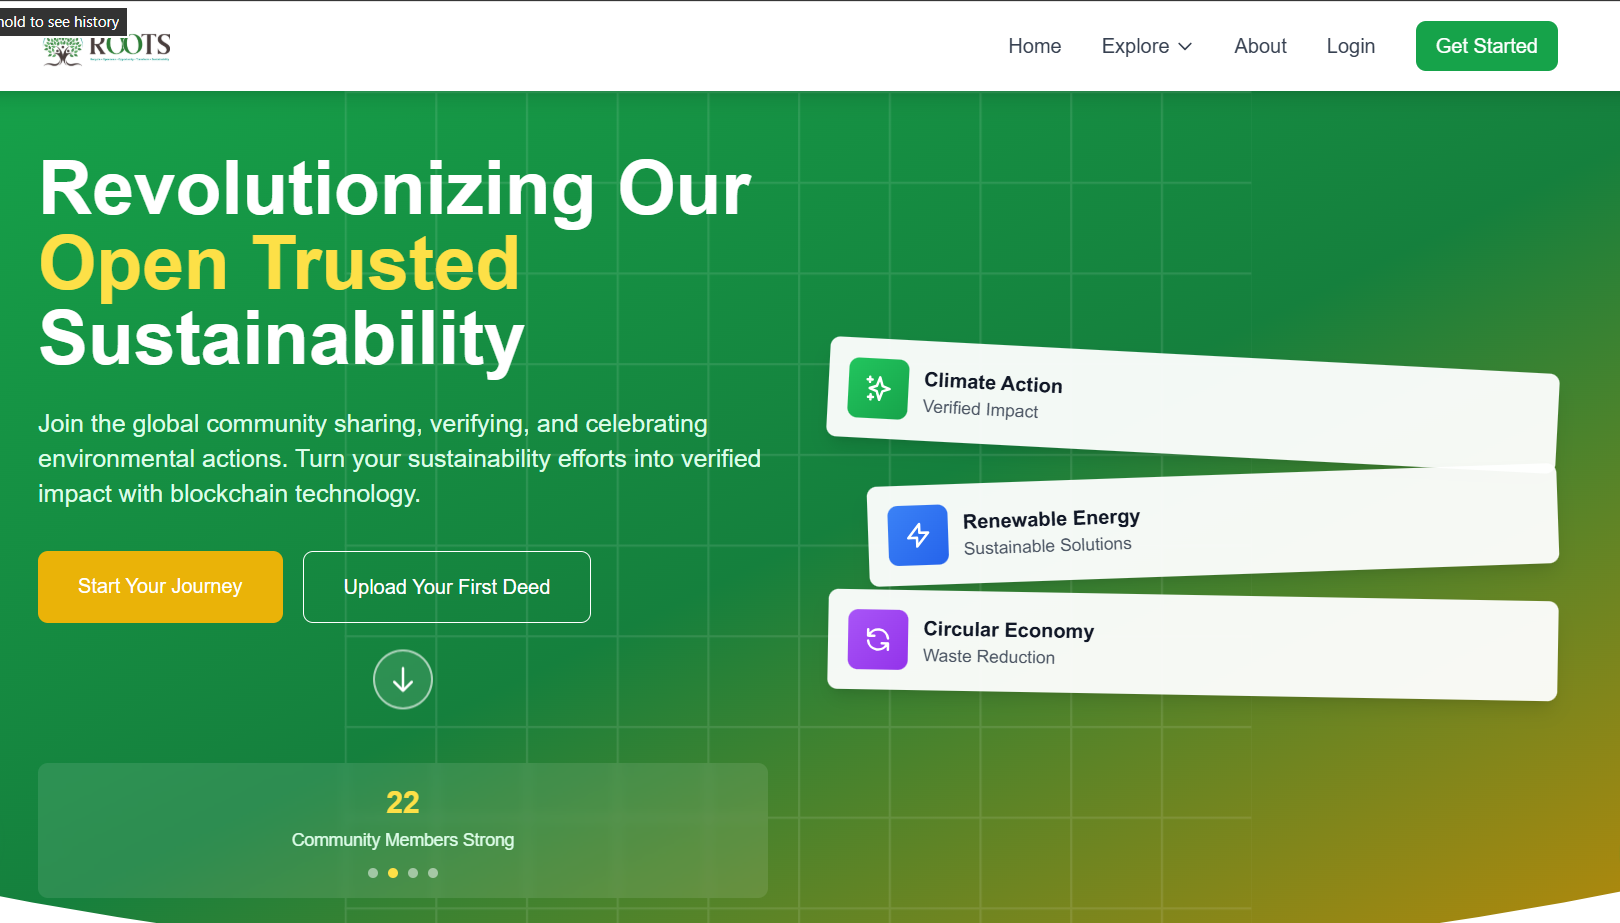 hold to see history
ROOTS
Home
Explore
About
Login
Get Started
Revolutionizing Our
Open Trusted
Sustainability
Join the global community sharing, verifying, and celebrating
environmental actions. Turn your sustainability efforts into verified
impact with blockchain technology.
Start Your Journey
Upload Your First Deed
22
Community Members Strong
Climate Action
Verified Impact
Renewable Energy
Sustainable Solutions
Circular Economy
Waste Reduction